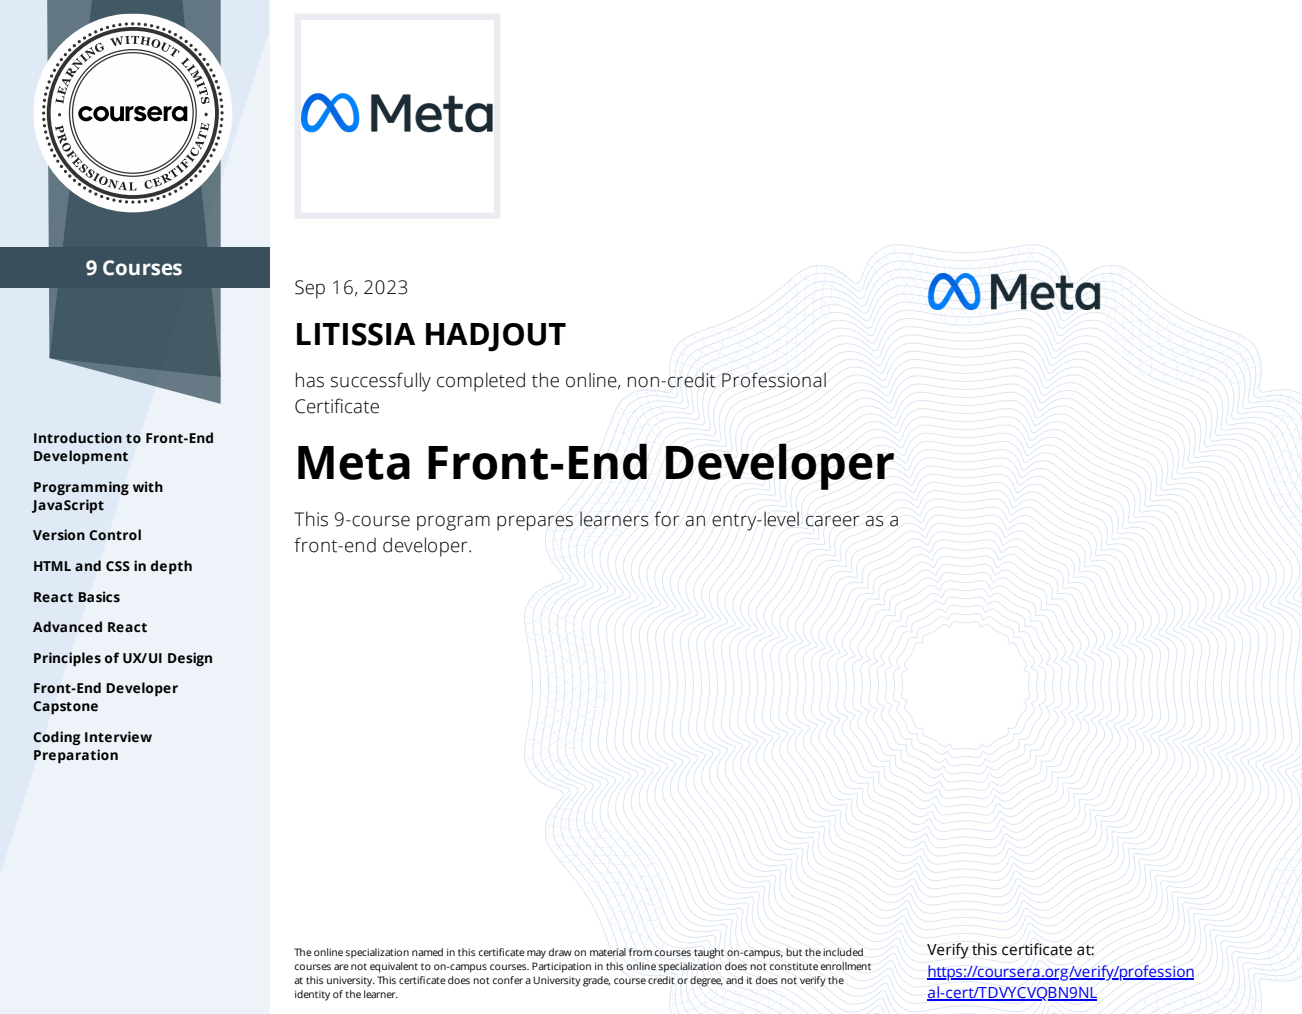 LEARNING WITHOUT LIMITS
coursera
PROFESSIONAL CERTIFICATE
9 Courses
Introduction to Front-End
Development
Programming with
JavaScript
Version Control
HTML and CSS in depth
React Basics
Advanced React
Principles of UX/UI Design
Front-End Developer
Capstone
Coding Interview
Preparation
Meta
Sep 16, 2023
LITISSIA HADJOUT
has successfully completed the online, non-credit Professional
Certificate
Meta Front-End Developer
This 9-course program prepares learners for an entry-level career as a
front-end developer.
Meta
The online specialization named in this certificate may draw on material from courses taught on-campus, but the included
courses are not equivalent to on-campus courses. Participation in this online specialization does not constitute enrollment
at this university. This certificate does not confer a University grade, course credit or degree, and it does not verify the
identity of the learner.
Verify this certificate at:
https://coursera.org/verify/profession
al-cert/TDVYCVQBN9NL